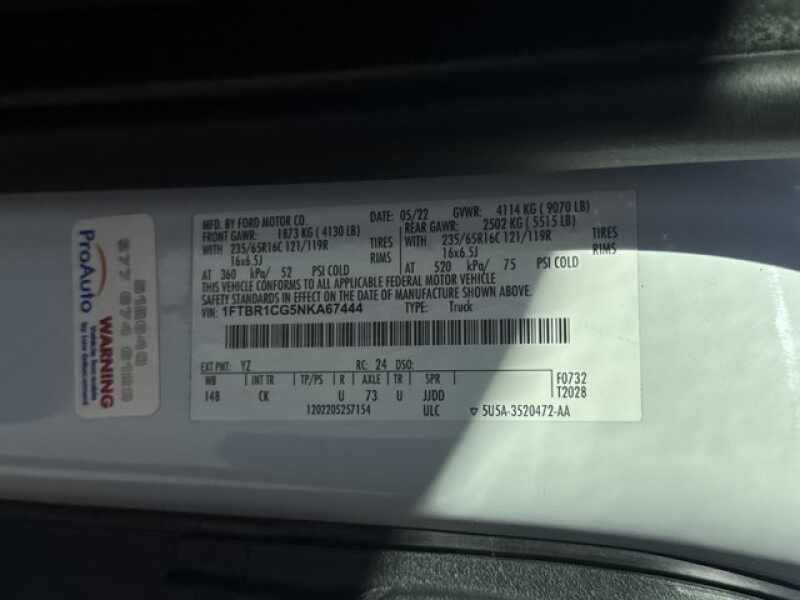 MFD. BY FORD MOTOR CO.
DATE: 05/22 GVWR: 4114 KG ( 9070 LB)
FRONT GAWR: 1873 KG ( 4130 LB)
REAR GAWR: 2502 KG ( 5515 LB)
WITH 235/65R16C 121/119R TIRES
WITH 235/65R16C 121/119R TIRES
16x6.5J RIMS
16x6.5J RIMS
AT 360 kPa/ 52 PSI COLD
AT 520 kPa/ 75 PSI COLD
THIS VEHICLE CONFORMS TO ALL APPLICABLE FEDERAL MOTOR VEHICLE
SAFETY STANDARDS IN EFFECT ON THE DATE OF MANUFACTURE SHOWN ABOVE.
VIN: 1FTBR1CG5NKA67444 Truck
EXT PNT: YZ RC: 24 DSO:
WB INT TR TP/PS R AXLE TR SPR
148 CK U 73 U JJDD
F0732
T2028
1202205257154 ULC ▽ 5U5A-3520472-AA
ProAuto
WARNING
Vehicle Traceable
by Law Enforcement